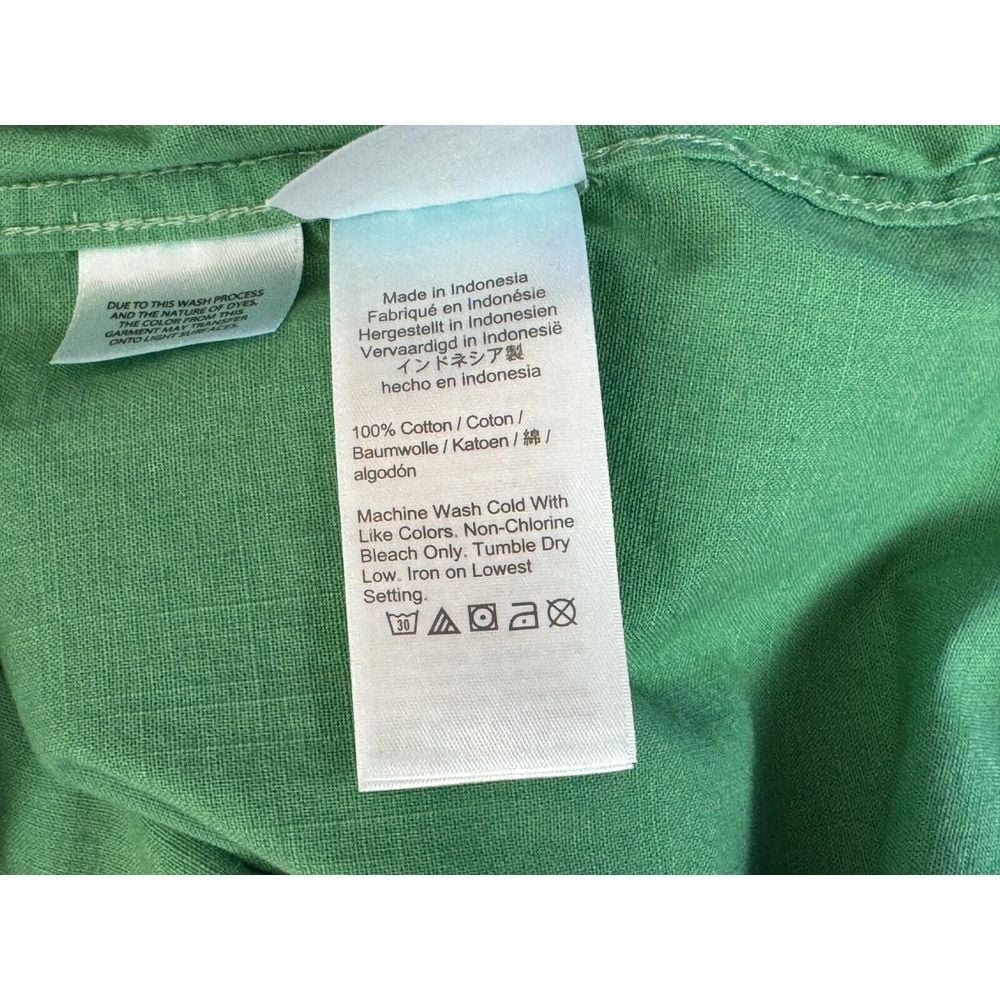 DUE TO THIS WASH PROCESS
AND THE NATURE OF DYES,
THE COLOR FROM THIS
GARMENT MAY TRANSFER
ONTO LIGHT SURFACES.
Made in Indonesia
Fabriqué en Indonésie
Hergestellt in Indonesien
Vervaardigd in Indonesië
インドネシア製
hecho en indonesia
100% Cotton / Coton /
Baumwolle / Katoen / 綿 /
algodón
Machine Wash Cold With
Like Colors. Non-Chlorine
Bleach Only. Tumble Dry
Low. Iron on Lowest
Setting.
30